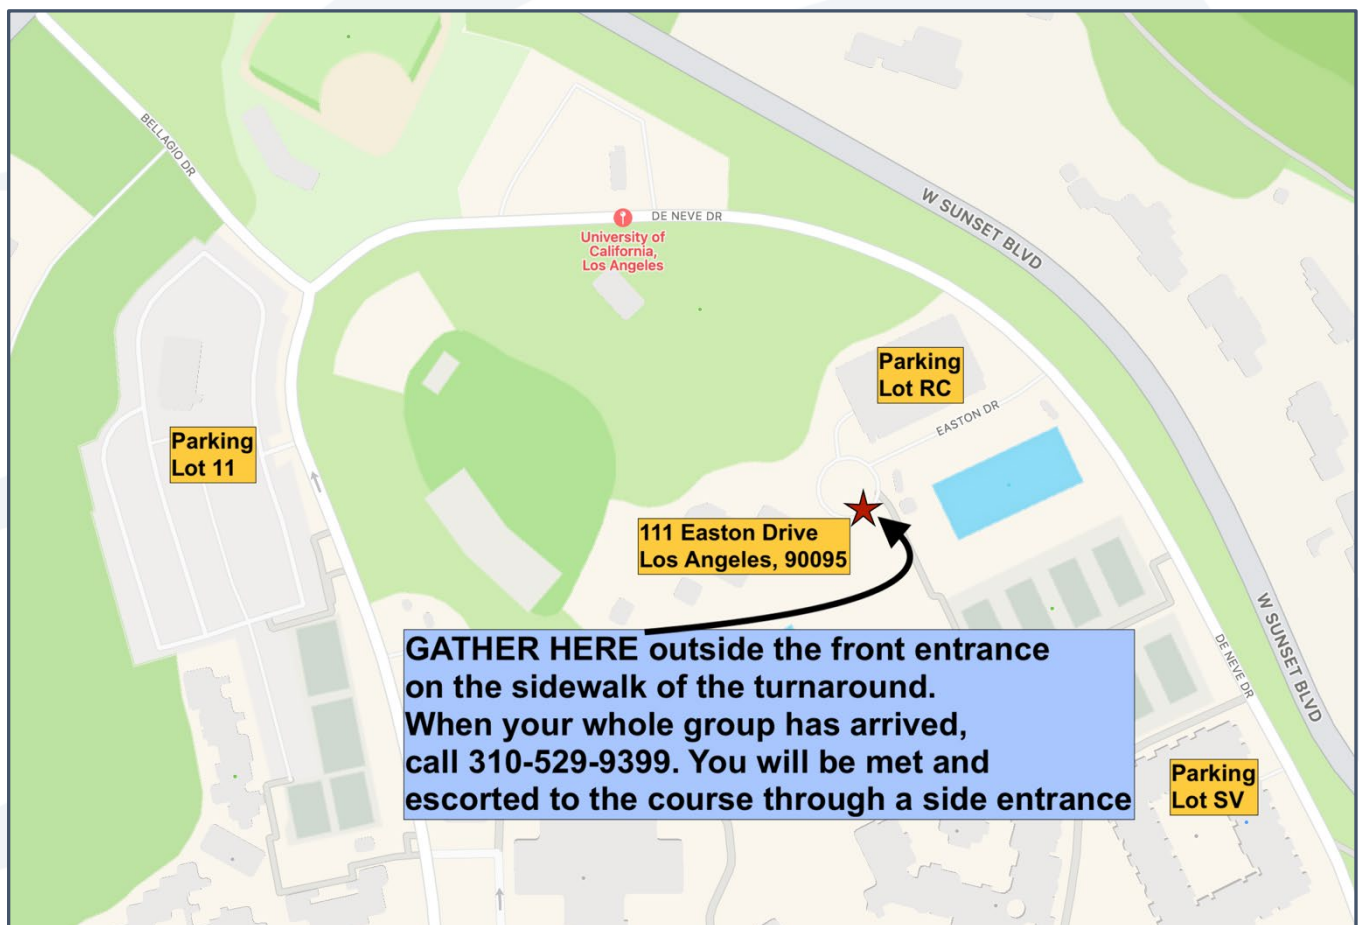 BELLAGIO DR
DE NEVE DR
W SUNSET BLVD
University of
California,
Los Angeles
Parking
Lot RC
EASTON DR
Parking
Lot 11
111 Easton Drive
Los Angeles, 90095
W SUNSET BLVD
DE NEVE DR
GATHER HERE outside the front entrance
on the sidewalk of the turnaround.
When your whole group has arrived,
call 310-529-9399. You will be met and
escorted to the course through a side entrance
Parking
Lot SV